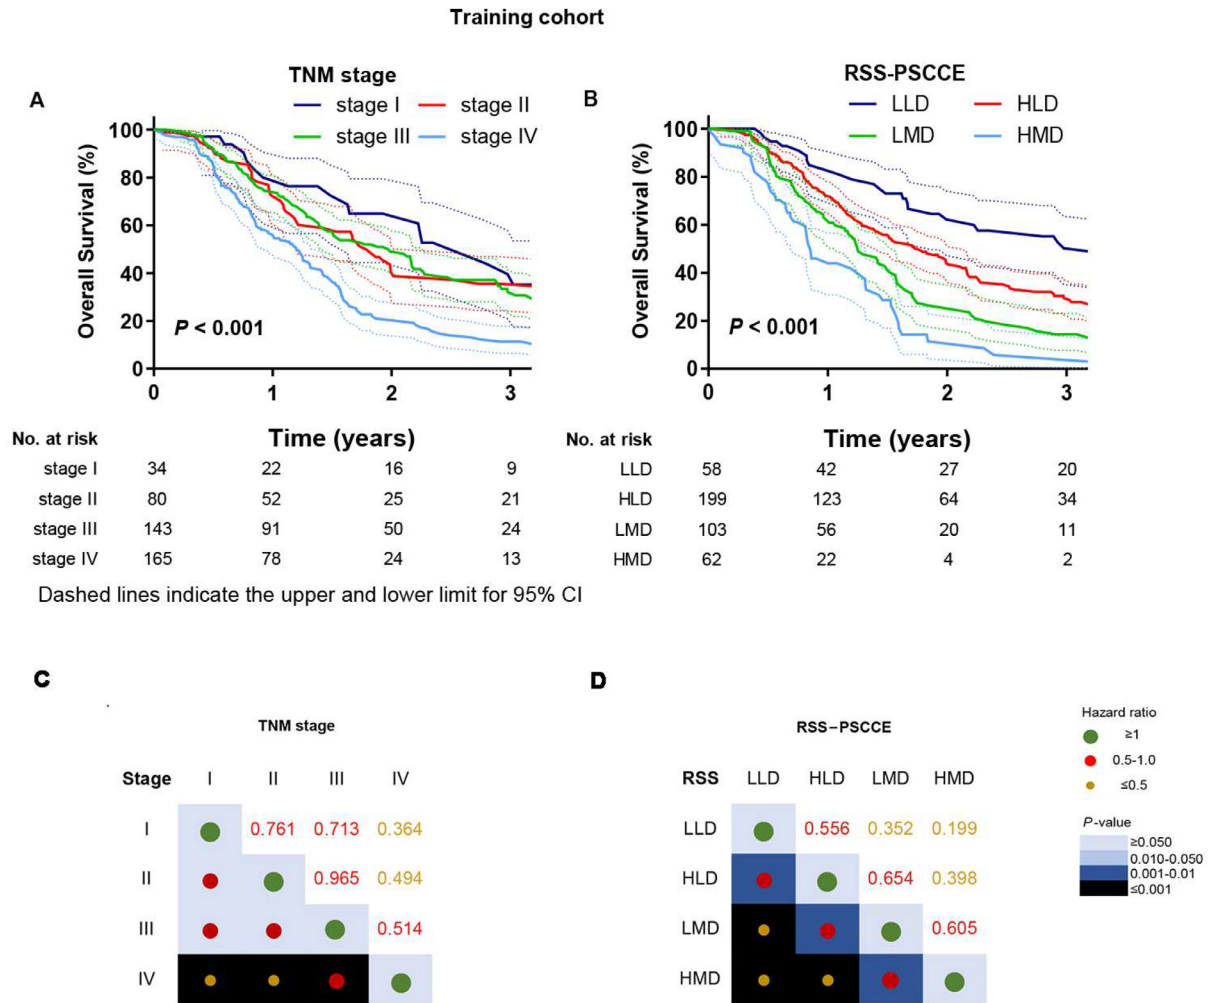 Training cohort
A
TNM stage
stage I
stage II
stage III
stage IV
Overall Survival (%)
100
80
60
40
20
0
P < 0.001
0
1
2
3
Time (years)
No. at risk
stage I 34 22 16 9
stage II 80 52 25 21
stage III 143 91 50 24
stage IV 165 78 24 13
B
RSS-PSCCE
LLD
HLD
LMD
HMD
Overall Survival (%)
100
80
60
40
20
0
P < 0.001
0
1
2
3
Time (years)
No. at risk
LLD 58 42 27 20
HLD 199 123 64 34
LMD 103 56 20 11
HMD 62 22 4 2
Dashed lines indicate the upper and lower limit for 95% CI
C
TNM stage
Stage I II III IV
I 0.761 0.713 0.364
II 0.965 0.494
III 0.514
IV
D
RSS–PSCCE
RSS LLD HLD LMD HMD
LLD 0.556 0.352 0.199
HLD 0.654 0.398
LMD 0.605
HMD
Hazard ratio
≥1
0.5-1.0
≤0.5
P-value
≥0.050
0.010-0.050
0.001-0.01
≤0.001